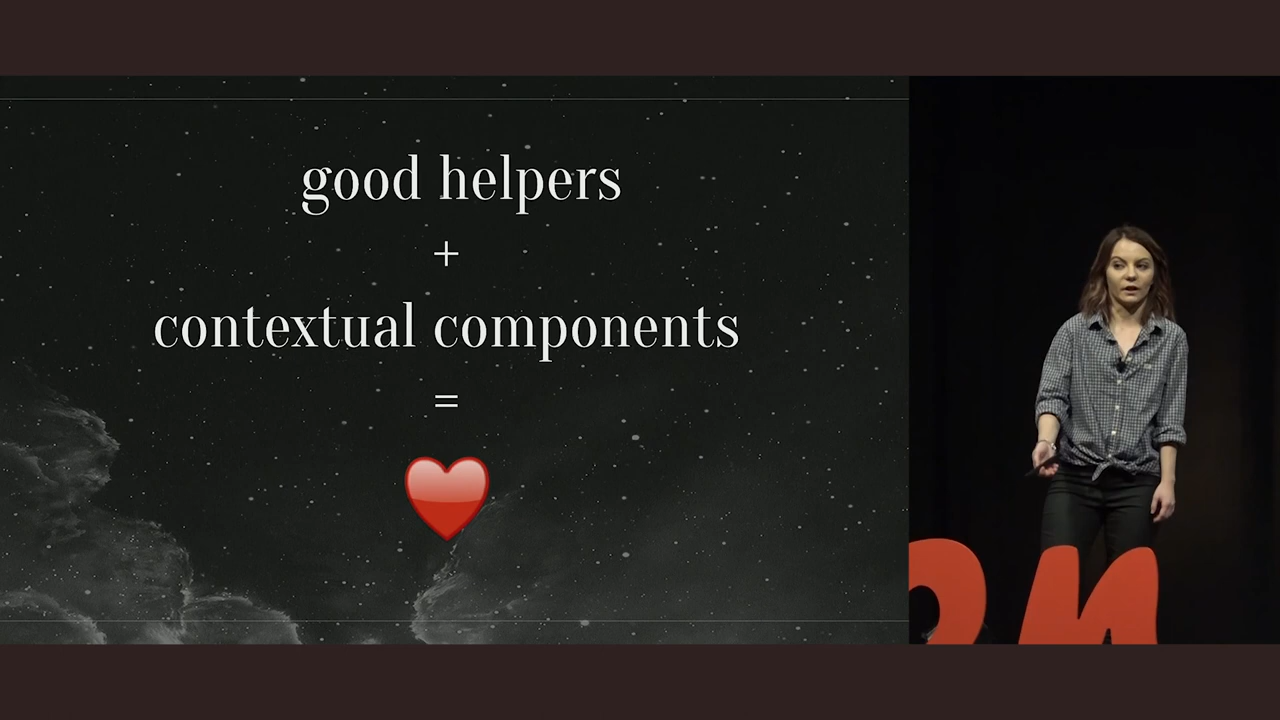 good helpers
+
contextual components
=
❤️